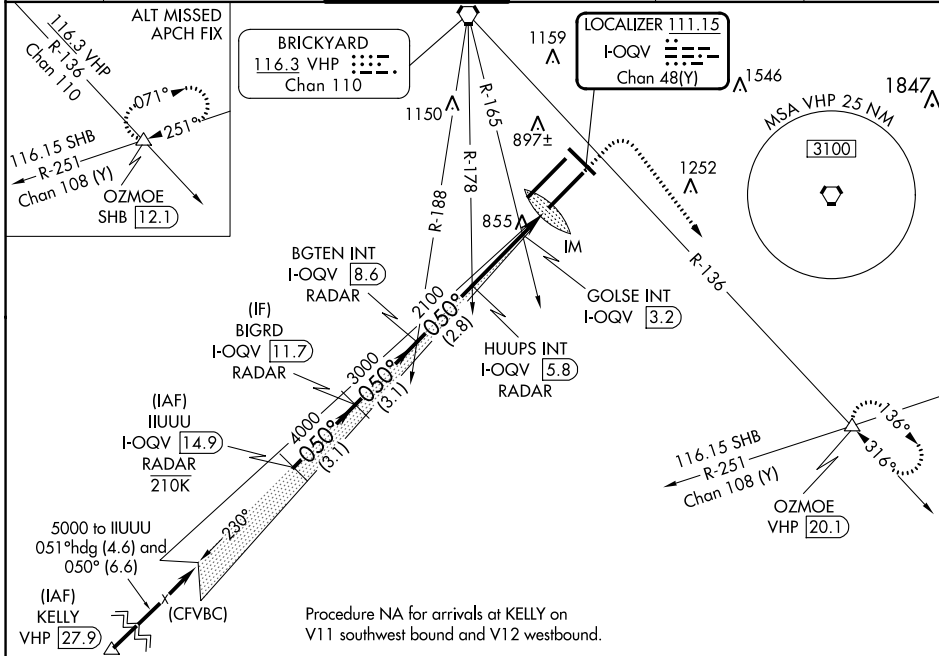 ALT MISSED
APCH FIX
116.3 VHP
R-136
Chan 110
071°
251°
116.15 SHB
R-251
Chan 108 (Y)
OZMOE
SHB 12.1
BRICKYARD
116.3 VHP
Chan 110
1159
LOCALIZER 111.15
I-OQV
Chan 48(Y)
1546
1847
1150
R-165
897±
MSA VHP 25 NM
3100
R-178
R-188
1252
855
IM
R-136
BGTEN INT
I-OQV 8.6
RADAR
2100
050°
(2.8)
GOLSE INT
I-OQV 3.2
(IF)
BIGRD
I-OQV 11.7
RADAR
3000
050°
(3.1)
HUUPS INT
I-OQV 5.8
RADAR
(IAF)
IIUUU
I-OQV 14.9
RADAR
210K
4000
050°
(3.1)
136°
316°
116.15 SHB
R-251
Chan 108 (Y)
OZMOE
VHP 20.1
230°
5000 to IIUUU
051°hdg (4.6) and
050° (6.6)
(IAF)
KELLY
VHP 27.9
(CFVBC)
Procedure NA for arrivals at KELLY on
V11 southwest bound and V12 westbound.